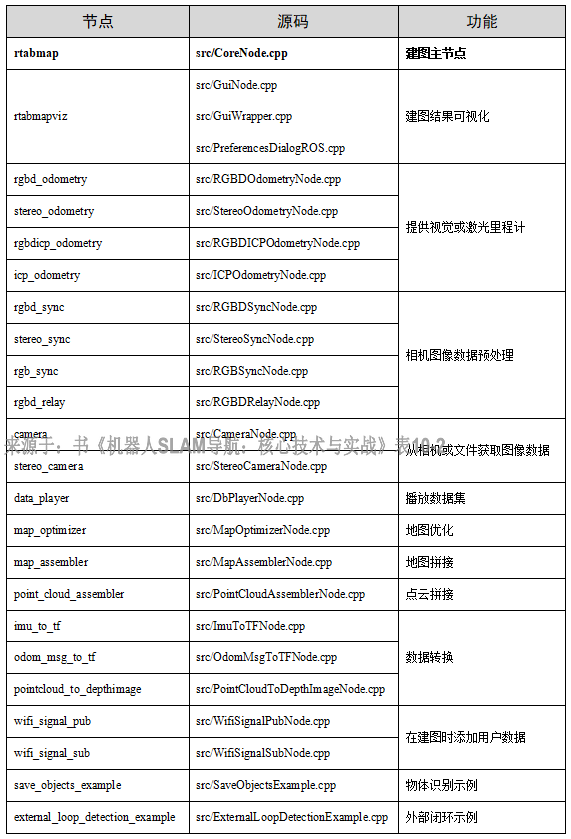 节点 源码 功能
rtabmap src/CoreNode.cpp 建图主节点
src/GuiNode.cpp
rtabmapviz src/GuiWrapper.cpp 建图结果可视化
src/PreferencesDialogROS.cpp
rgbd_odometry src/RGBDOdometryNode.cpp
stereo_odometry src/StereoOdometryNode.cpp
提供视觉或激光里程计
rgbdicp_odometry src/RGBDICPOdometryNode.cpp
icp_odometry src/ICPOdometryNode.cpp
rgbd_sync src/RGBDSyncNode.cpp
stereo_sync src/StereoSyncNode.cpp
相机图像数据预处理
rgb_sync src/RGBSyncNode.cpp
rgbd_relay src/RGBDRelayNode.cpp
camera src/CameraNode.cpp
来源于：书《机器人SLAM导航：核心技术与实战》表10-2
从相机或文件获取图像数据
stereo_camera src/StereoCameraNode.cpp
data_player src/DbPlayerNode.cpp 播放数据集
map_optimizer src/MapOptimizerNode.cpp 地图优化
map_assembler src/MapAssemblerNode.cpp 地图拼接
point_cloud_assembler src/PointCloudAssemblerNode.cpp 点云拼接
imu_to_tf src/ImuToTFNode.cpp
odom_msg_to_tf src/OdomMsgToTFNode.cpp 数据转换
pointcloud_to_depthimage src/PointCloudToDepthImageNode.cpp
wifi_signal_pub src/WifiSignalPubNode.cpp
在建图时添加用户数据
wifi_signal_sub src/WifiSignalSubNode.cpp
save_objects_example src/SaveObjectsExample.cpp 物体识别示例
external_loop_detection_example src/ExternalLoopDetectionExample.cpp 外部闭环示例